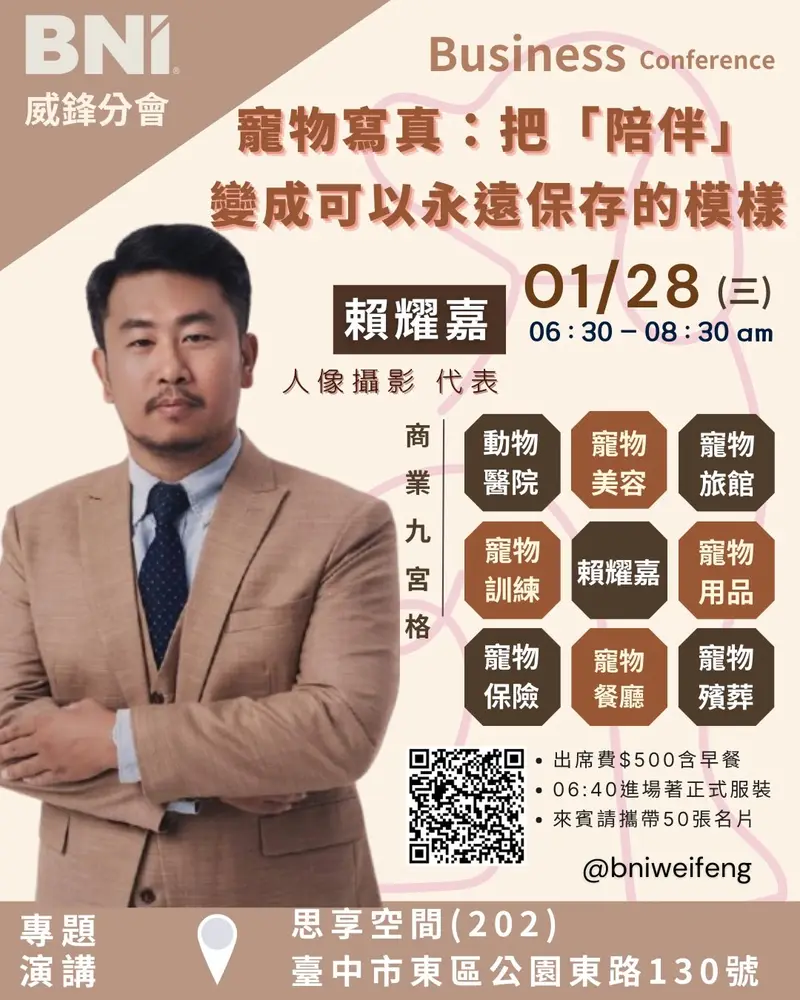 BNI®
威鋒分會
Business Conference
寵物寫真：把「陪伴」
變成可以永遠保存的模樣
01/28 (三)
06：30 – 08：30 am
賴耀嘉
人像攝影 代表
商業九宮格
動物
醫院
寵物
美容
寵物
旅館
寵物
訓練
賴耀嘉
寵物
用品
寵物
保險
寵物
餐廳
寵物
殯葬
• 出席費$500含早餐
• 06:40進場著正式服裝
• 來賓請攜帶50張名片
@bniweifeng
專題
演講
思享空間(202)
臺中市東區公園東路130號